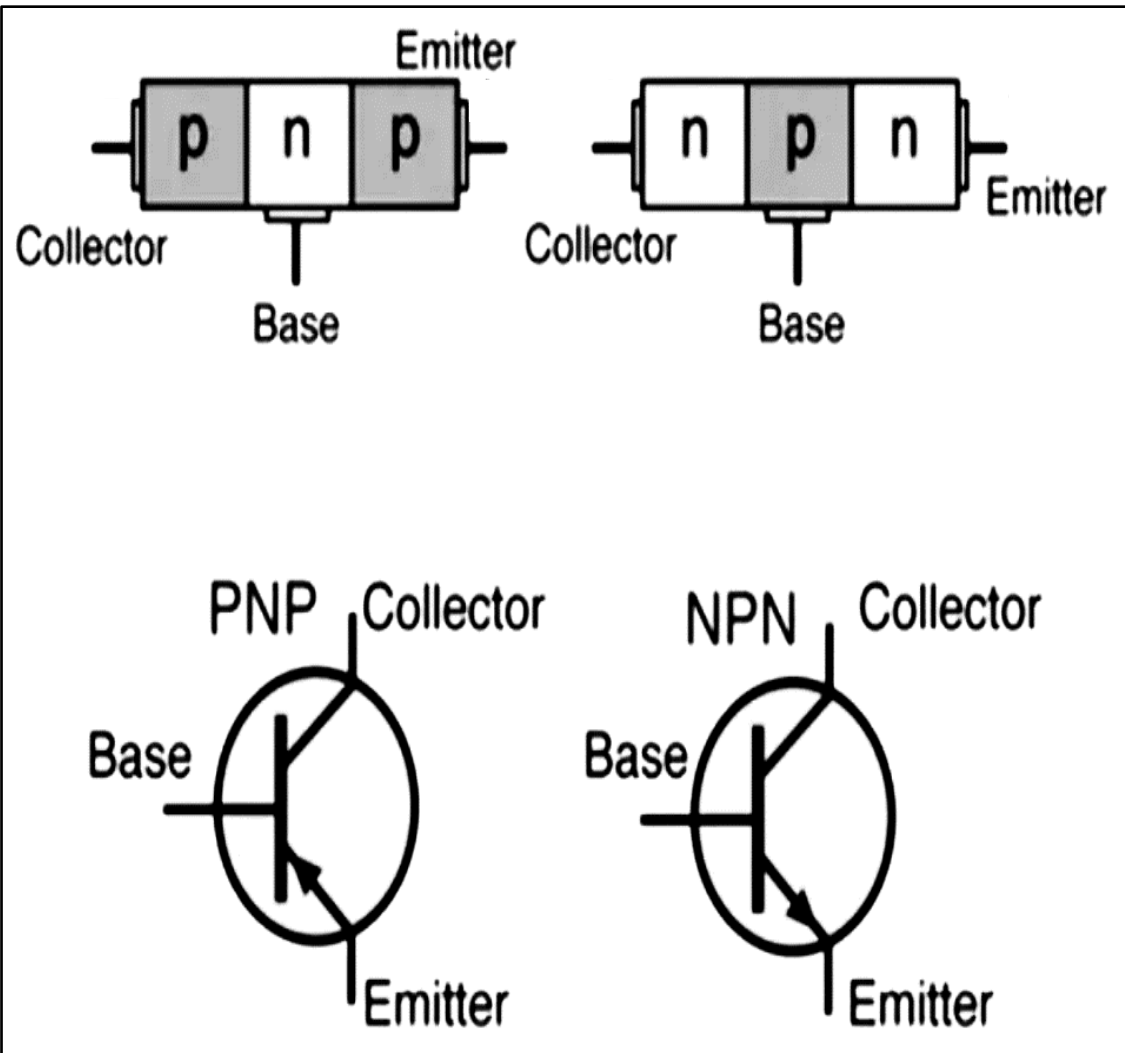 Emitter
p n p
Collector
Base
n p n
Emitter
Collector
Base
PNP Collector
Base
Emitter
NPN Collector
Base
Emitter